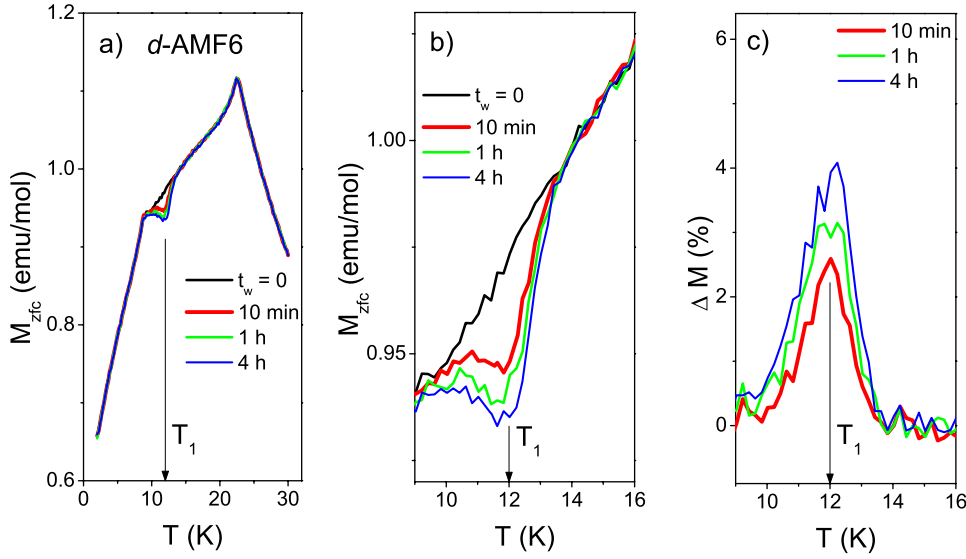 a) d-AMF6
1.2
1.0
0.8
0.6
M_zfc (emu/mol)
t_w = 0
10 min
1 h
4 h
T_1
0 10 20 30
T (K)
b)
1.00
0.95
M_zfc (emu/mol)
t_w = 0
10 min
1 h
4 h
T_1
10 12 14 16
T (K)
c)
6
4
2
0
Δ M (%)
10 min
1 h
4 h
T_1
10 12 14 16
T (K)